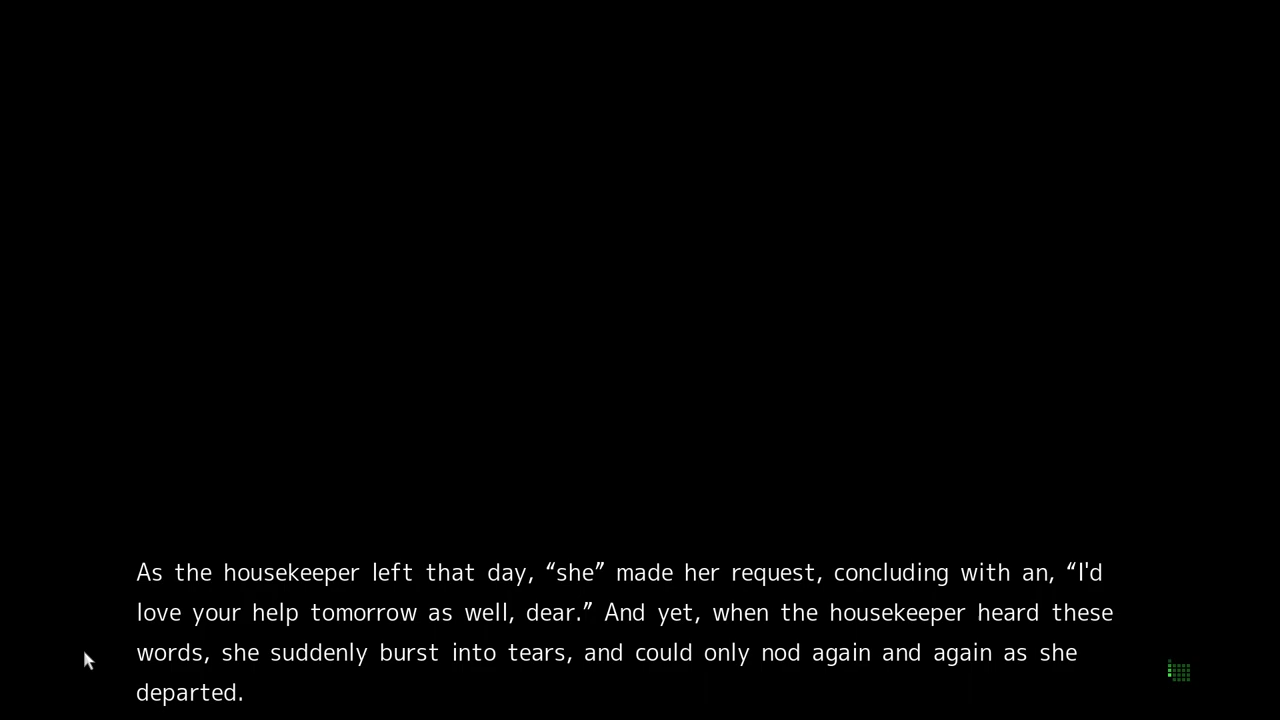 As the housekeeper left that day, “she” made her request, concluding with an, “I'd
love your help tomorrow as well, dear.” And yet, when the housekeeper heard these
words, she suddenly burst into tears, and could only nod again and again as she
departed.